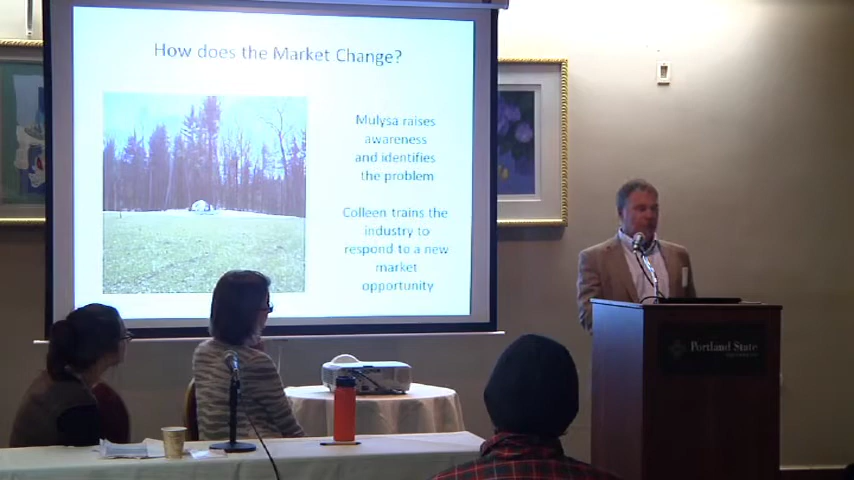 How does the Market Change?
Mulysa raises
awareness
and identifies
the problem
Colleen trains the
industry to
respond to a new
market
opportunity
Portland State